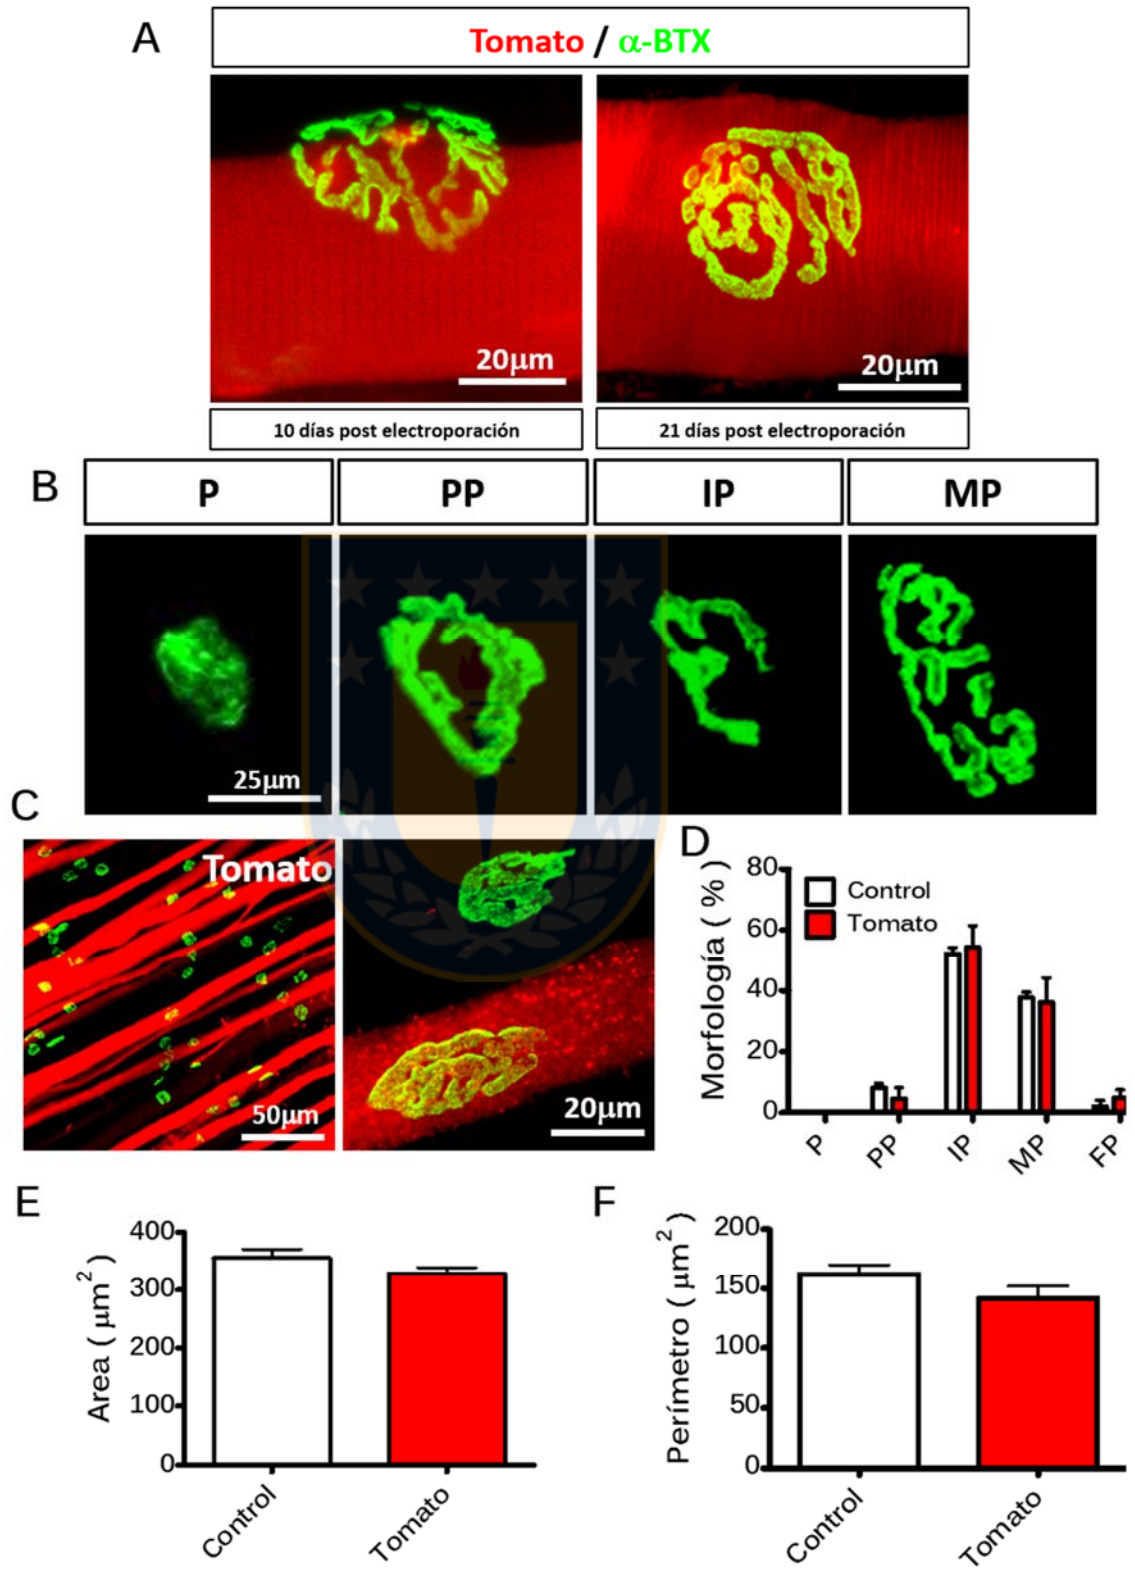 A
Tomato / α-BTX
20μm
20μm
10 días post electroporación
21 días post electroporación
B
P
PP
IP
MP
25μm
C
Tomato
50μm
20μm
D
Morfología ( % )
80
60
40
20
0
Control
Tomato
P
PP
IP
MP
FP
E
Area ( μm² )
400
300
200
100
0
Control
Tomato
F
Perímetro ( μm² )
200
150
100
50
0
Control
Tomato